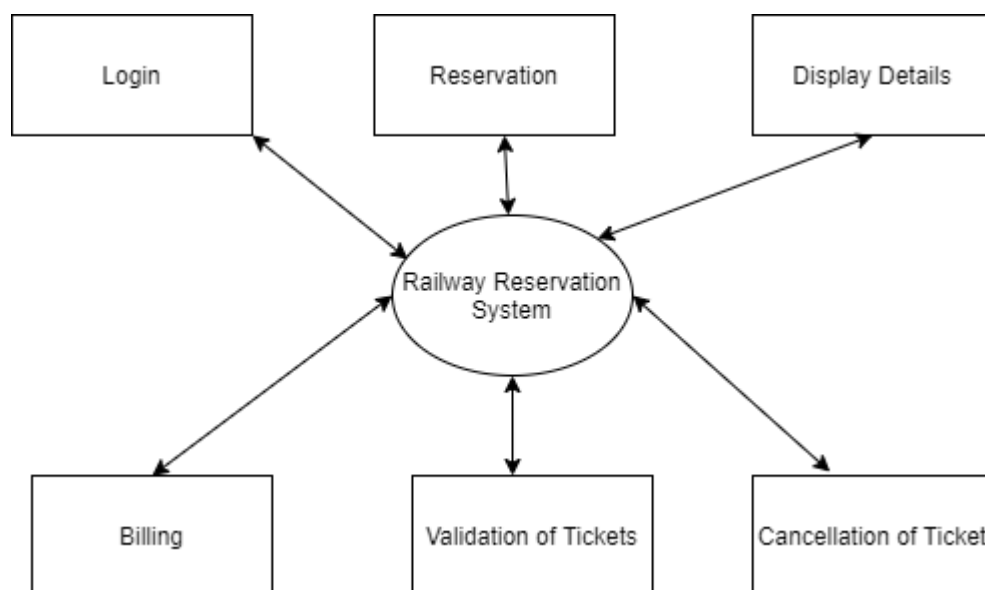 Login
Reservation
Display Details
Railway Reservation
System
Billing
Validation of Tickets
Cancellation of Ticket